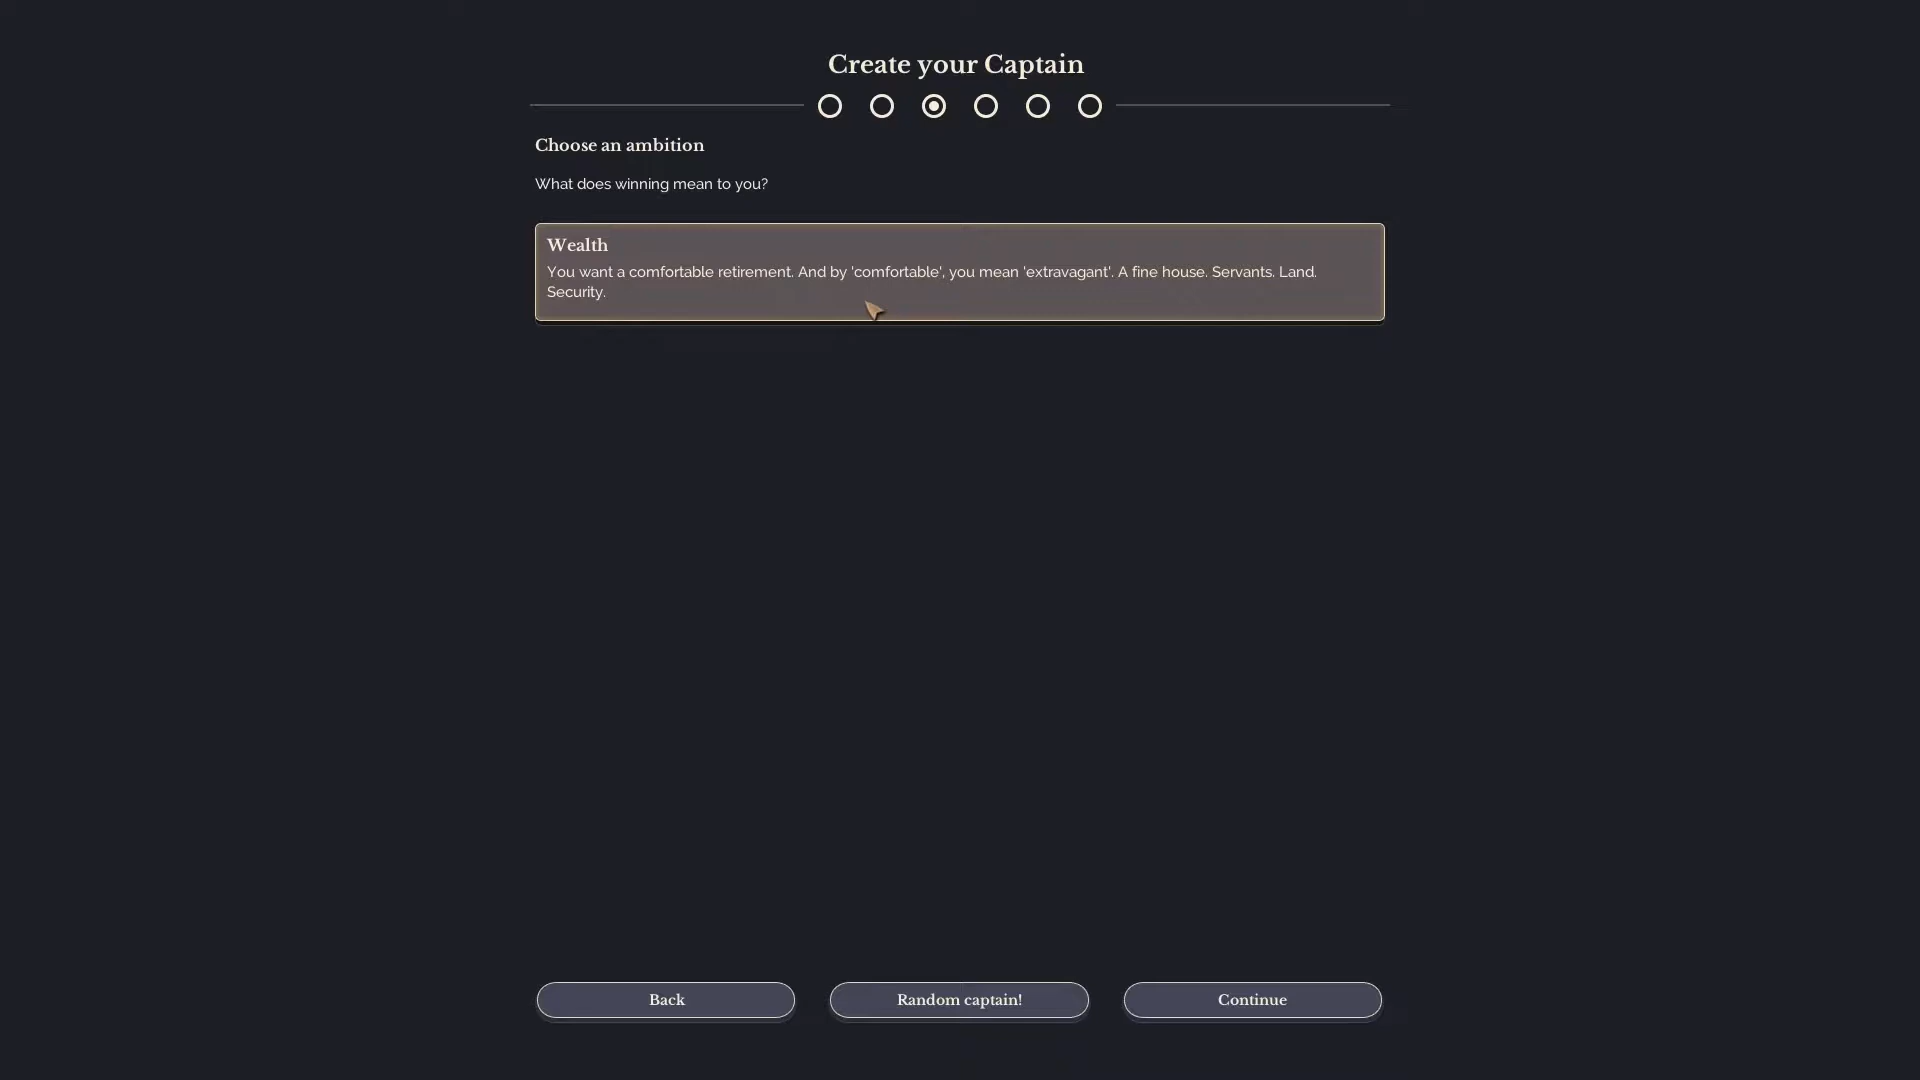 Create your Captain
Choose an ambition
What does winning mean to you?
Wealth
You want a comfortable retirement. And by 'comfortable', you mean 'extravagant'. A fine house. Servants. Land.
Security.
Back
Random captain!
Continue